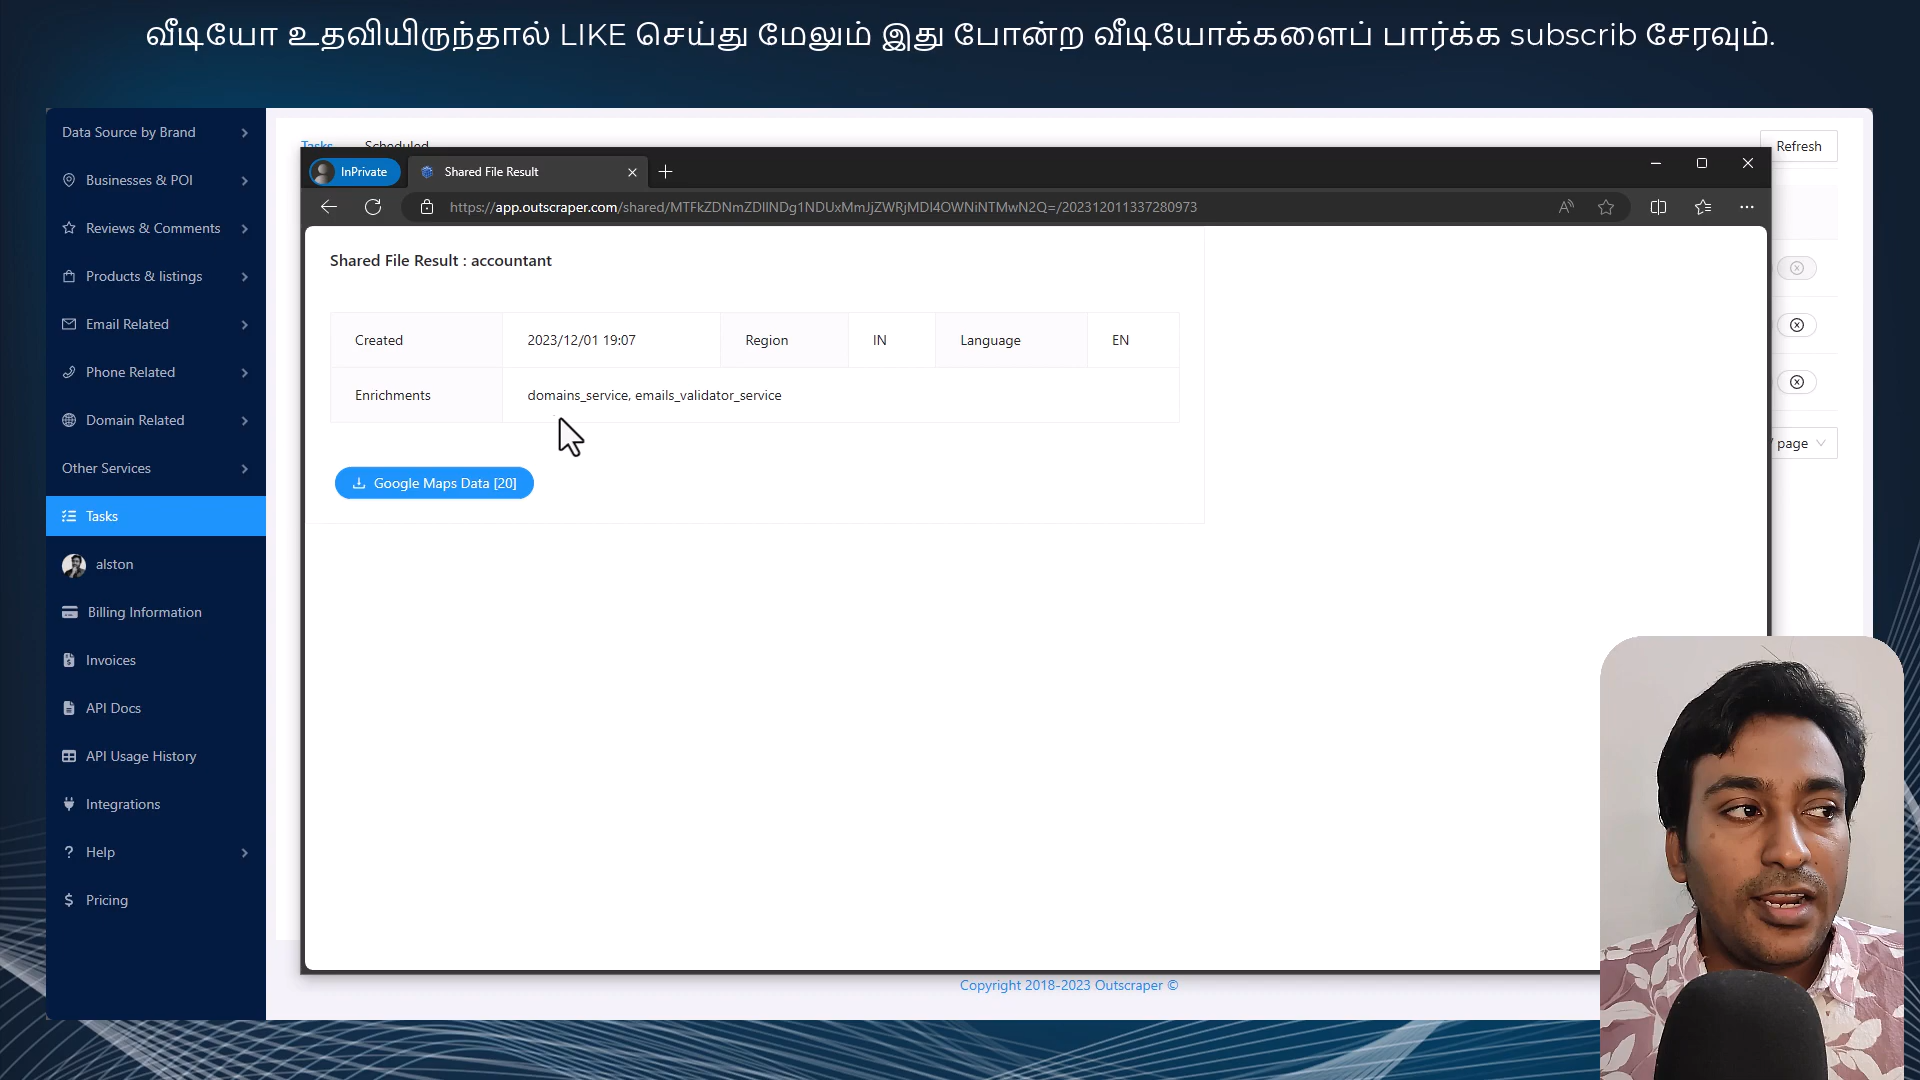 வீடியோ உதவியிருந்தால் LIKE செய்து மேலும் இது போன்ற வீடியோக்களைப் பார்க்க subscrib சேரவும்.
Data Source by Brand
Businesses & POI
Reviews & Comments
Products & listings
Email Related
Phone Related
Domain Related
Other Services
Tasks
alston
Billing Information
Invoices
API Docs
API Usage History
Integrations
? Help
$ Pricing
Tasks Scheduled
Refresh
InPrivate Shared File Result
https://app.outscraper.com/shared/MTFkZDNmZDllNDg1NDUxMmJjZWRjMDI4OWNiNTMwN2Q=/202312011337280973
Shared File Result : accountant
Created 2023/12/01 19:07 Region IN Language EN
Enrichments domains_service, emails_validator_service
Google Maps Data [20]
/ page
Copyright 2018-2023 Outscraper ©